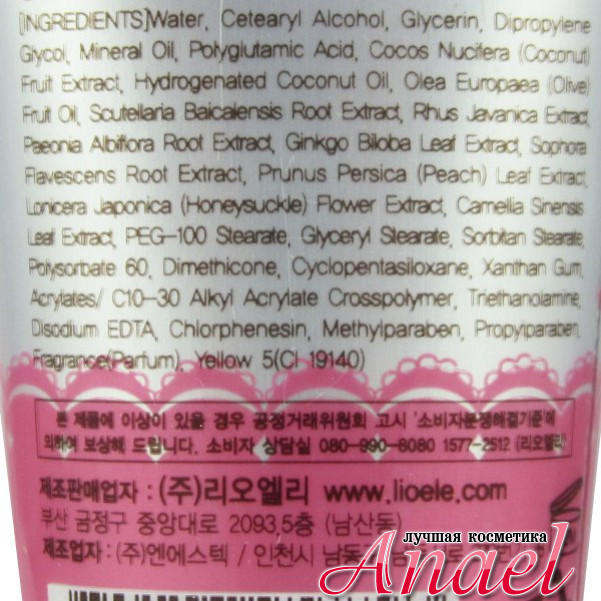 [INGREDIENTS]Water, Cetearyl Alcohol, Glycerin, Dipropylene
Glycol, Mineral Oil, Polyglutamic Acid, Cocos Nucifera (Coconut)
Fruit Extract, Hydrogenated Coconut Oil, Olea Europaea (Olive)
Fruit Oil, Scutellaria Baicalensis Root Extract, Rhus Javanica Extract,
Paeonia Albiflora Root Extract, Ginkgo Biloba Leaf Extract, Sophora
Flavescens Root Extract, Prunus Persica (Peach) Leaf Extract,
Lonicera Japonica (Honeysuckle) Flower Extract, Camellia Sinensis
Leaf Extract, PEG-100 Stearate, Glyceryl Stearate, Sorbitan Stearate,
Polysorbate 60, Dimethicone, Cyclopentasiloxane, Xanthan Gum,
Acrylates/ C10-30 Alkyl Acrylate Crosspolymer, Triethanolamine,
Disodium EDTA, Chlorphenesin, Methylparaben, Propylparaben,
Fragrance(Parfum), Yellow 5(CI 19140)
본 제품에 이상이 있을 경우 공정거래위원회 고시 '소비자분쟁해결기준'에
의하여 보상해 드립니다. 소비자 상담실 080-990-8080 1577-2512 (리오엘리)
제조판매업자 : (주)리오엘리 www.lioele.com
부산 금정구 중앙대로 2093,5층 (남산동)
제조업자 : (주)엔에스텍 / 인천시 남동
лучшая косметика
Anael